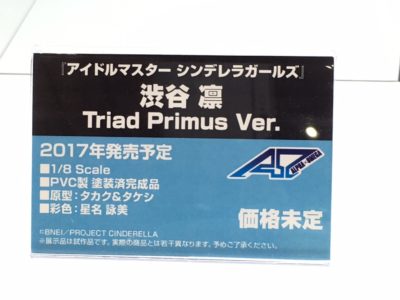 『アイドルマスター シンデレラガールズ』
渋谷 凛
Triad Primus Ver.
2017年発売予定
■1/8 Scale
■PVC製 塗装済完成品
■原型：タカク&タケシ
■彩色：星名 詠美
価格未定
©BNEI／PROJECT CINDERELLA
※展示品は試作品です。実際の商品とは若干異なります。予めご了承ください。